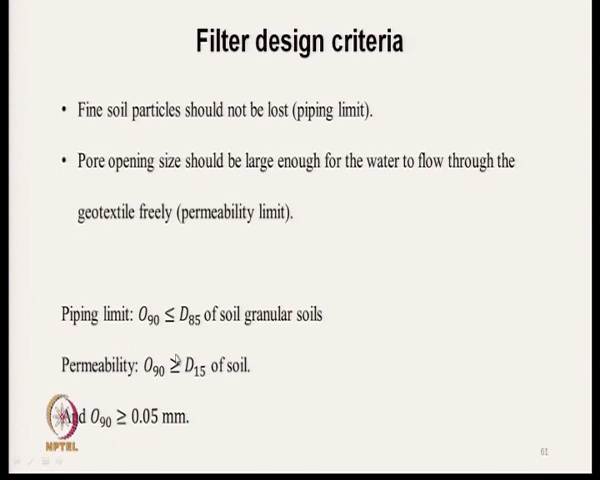 Filter design criteria
• Fine soil particles should not be lost (piping limit).
• Pore opening size should be large enough for the water to flow through the
geotextile freely (permeability limit).
Piping limit: O₉₀ ≤ D₈₅ of soil granular soils
Permeability: O₉₀ ≥ D₁₅ of soil.
And O₉₀ ≥ 0.05 mm.
NPTEL
61